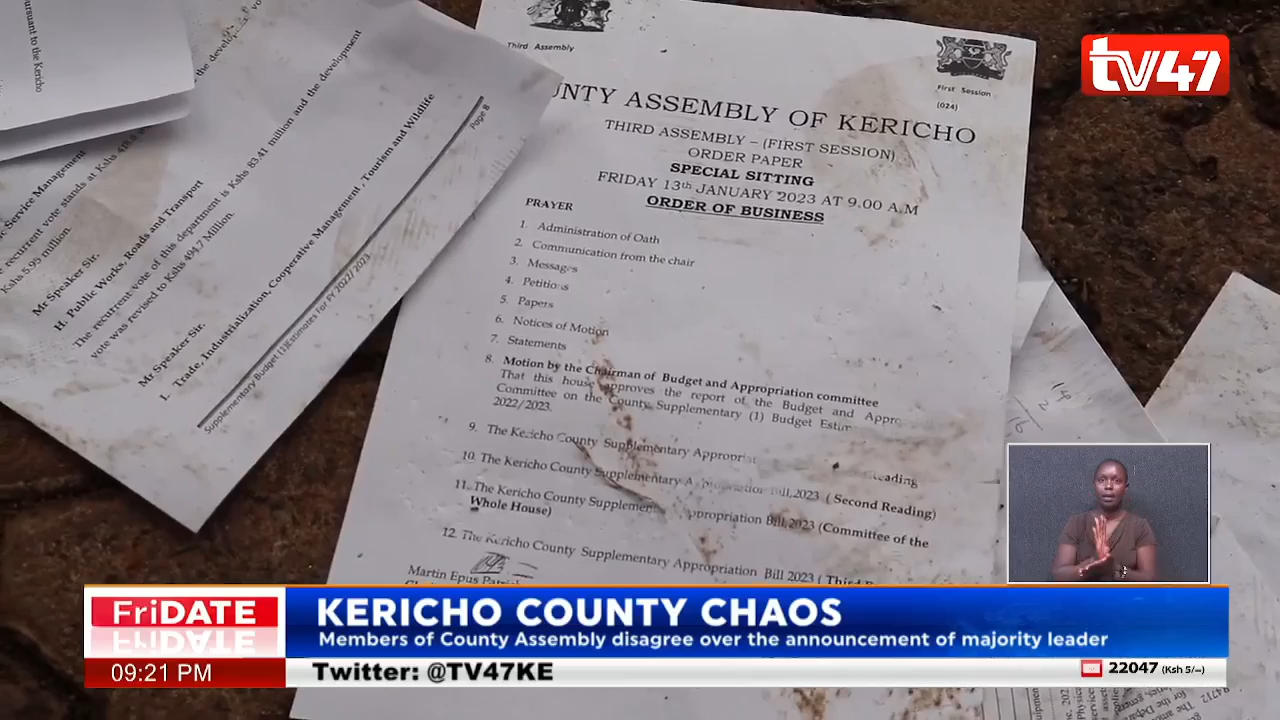 Pursuant to the Kericho
Service Management
recurrent vote stands at Kshs
Kshs 5.95 million.
Mr Speaker Sir.
H. Public Works, Roads and Transport
The recurrent vote of this department is Kshs 83.41 million and the development
vote was revised to Kshs 494.7 Million.
Mr Speaker Sir.
I. Trade, Industrialization, Cooperative Management, Tourism and Wildlife
Supplementary Budget (1)Estimates for FY 2022/2023
Page 8
Third Assembly
First Session
(024)
COUNTY ASSEMBLY OF KERICHO
THIRD ASSEMBLY – (FIRST SESSION)
ORDER PAPER
SPECIAL SITTING
FRIDAY 13th JANUARY 2023 AT 9.00 A.M
ORDER OF BUSINESS
PRAYER
1. Administration of Oath
2. Communication from the chair
3. Messages
4. Petitions
5. Papers
6. Notices of Motion
7. Statements
8. Motion by the Chairman of Budget and Appropriation committee
That this house approves the report of the Budget and Appro
Committee on the County Supplementary (1) Budget Estim
2022/2023.
9. The Kericho County Supplementary Appropriat eading
10. The Kericho County Supplementary Appropriation Bill,2023 ( Second Reading)
11. The Kericho County Supplement Appropriation Bill,2023 (Committee of the
Whole House)
12. The Kericho County Supplementary Appropriation Bill 2023 ( Third
Martin Epus
tv47
FriDATE
09:21 PM
KERICHO COUNTY CHAOS
Members of County Assembly disagree over the announcement of majority leader
Twitter: @TV47KE
22047 (Ksh 5/–)